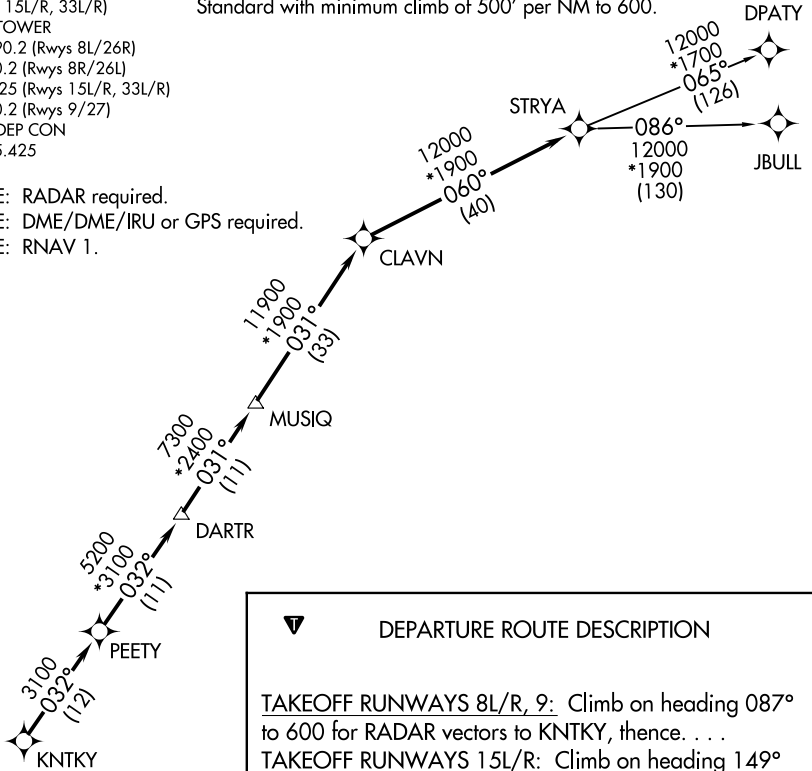 15L/R, 33L/R)
TOWER
0.2 (Rwys 8L/26R)
0.2 (Rwys 8R/26L)
25 (Rwys 15L/R, 33L/R)
0.2 (Rwys 9/27)
DEP CON
.425
Standard with minimum climb of 500' per NM to 600.
E: RADAR required.
E: DME/DME/IRU or GPS required.
E: RNAV 1.
DPATY
12000
*1700
065°
(126)
STRYA
086°
12000
*1900
(130)
JBULL
12000
*1900
060°
(40)
CLAVN
11900
*1900
031°
(33)
MUSIQ
7300
*2400
031°
(11)
DARTR
5200
*3100
032°
(11)
PEETY
3100
032°
(12)
KNTKY
T
DEPARTURE ROUTE DESCRIPTION
TAKEOFF RUNWAYS 8L/R, 9: Climb on heading 087°
to 600 for RADAR vectors to KNTKY, thence. . . .
TAKEOFF RUNWAYS 15L/R: Climb on heading 149°